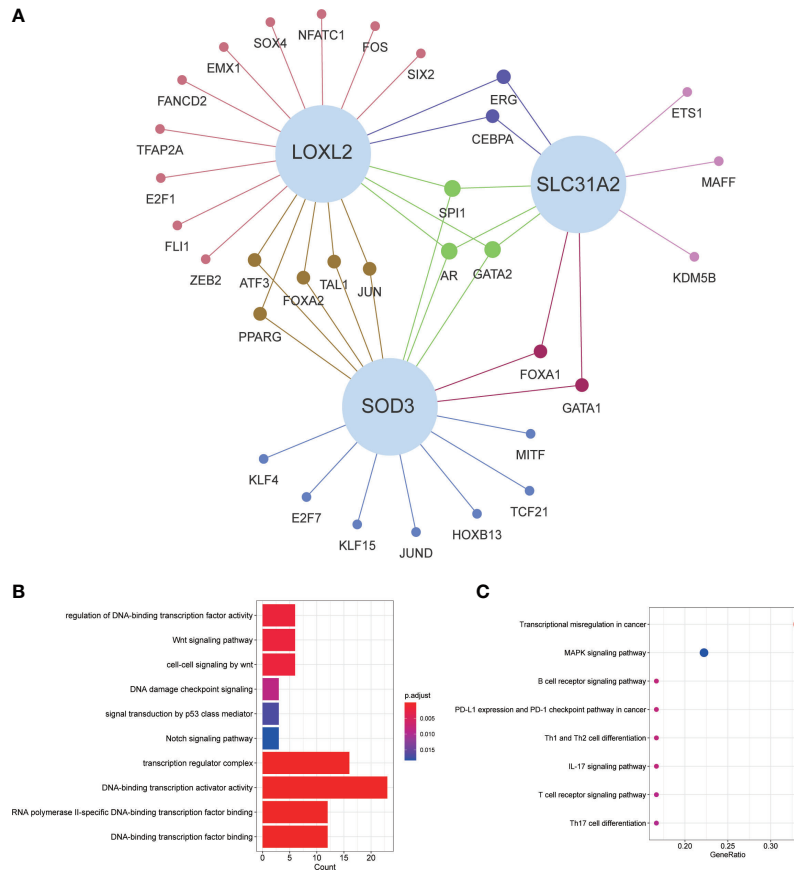 A
NFATC1
SOX4
FOS
EMX1
SIX2
FANCD2
ERG
ETS1
CEBPA
TFAP2A
LOXL2
SLC31A2
MAFF
E2F1
SPI1
FLI1
ZEB2
ATF3
FOXA2
TAL1
JUN
AR
GATA2
KDM5B
PPARG
FOXA1
SOD3
GATA1
MITF
KLF4
TCF21
E2F7
HOXB13
KLF15
JUND
B
regulation of DNA-binding transcription factor activity
Wnt signaling pathway
cell-cell signaling by wnt
DNA damage checkpoint signaling
signal transduction by p53 class mediator
Notch signaling pathway
transcription regulator complex
DNA-binding transcription activator activity
RNA polymerase II-specific DNA-binding transcription factor binding
DNA-binding transcription factor binding
0 5 10 15 20
Count
p.adjust
0.005
0.010
0.015
C
Transcriptional misregulation in cancer
MAPK signaling pathway
B cell receptor signaling pathway
PD-L1 expression and PD-1 checkpoint pathway in cancer
Th1 and Th2 cell differentiation
IL-17 signaling pathway
T cell receptor signaling pathway
Th17 cell differentiation
0.20 0.25 0.30
GeneRatio